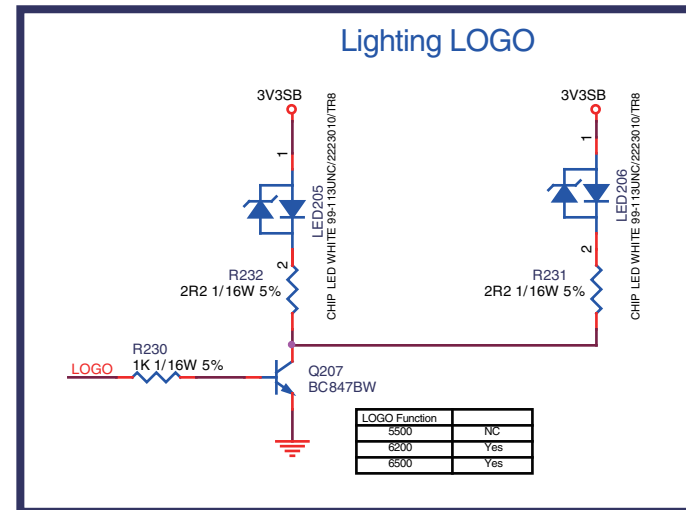 Lighting LOGO
3V3SB
3V3SB
1
1
LED205
CHIP LED WHITE 99-113UNC/2223010/TR8
LED206
CHIP LED WHITE 99-113UNC/2223010/TR8
2
2
R232
2R2 1/16W 5%
R231
2R2 1/16W 5%
R230
1K 1/16W 5%
LOGO
Q207
BC847BW
LOGO Function
5500 NC
6200 Yes
6500 Yes